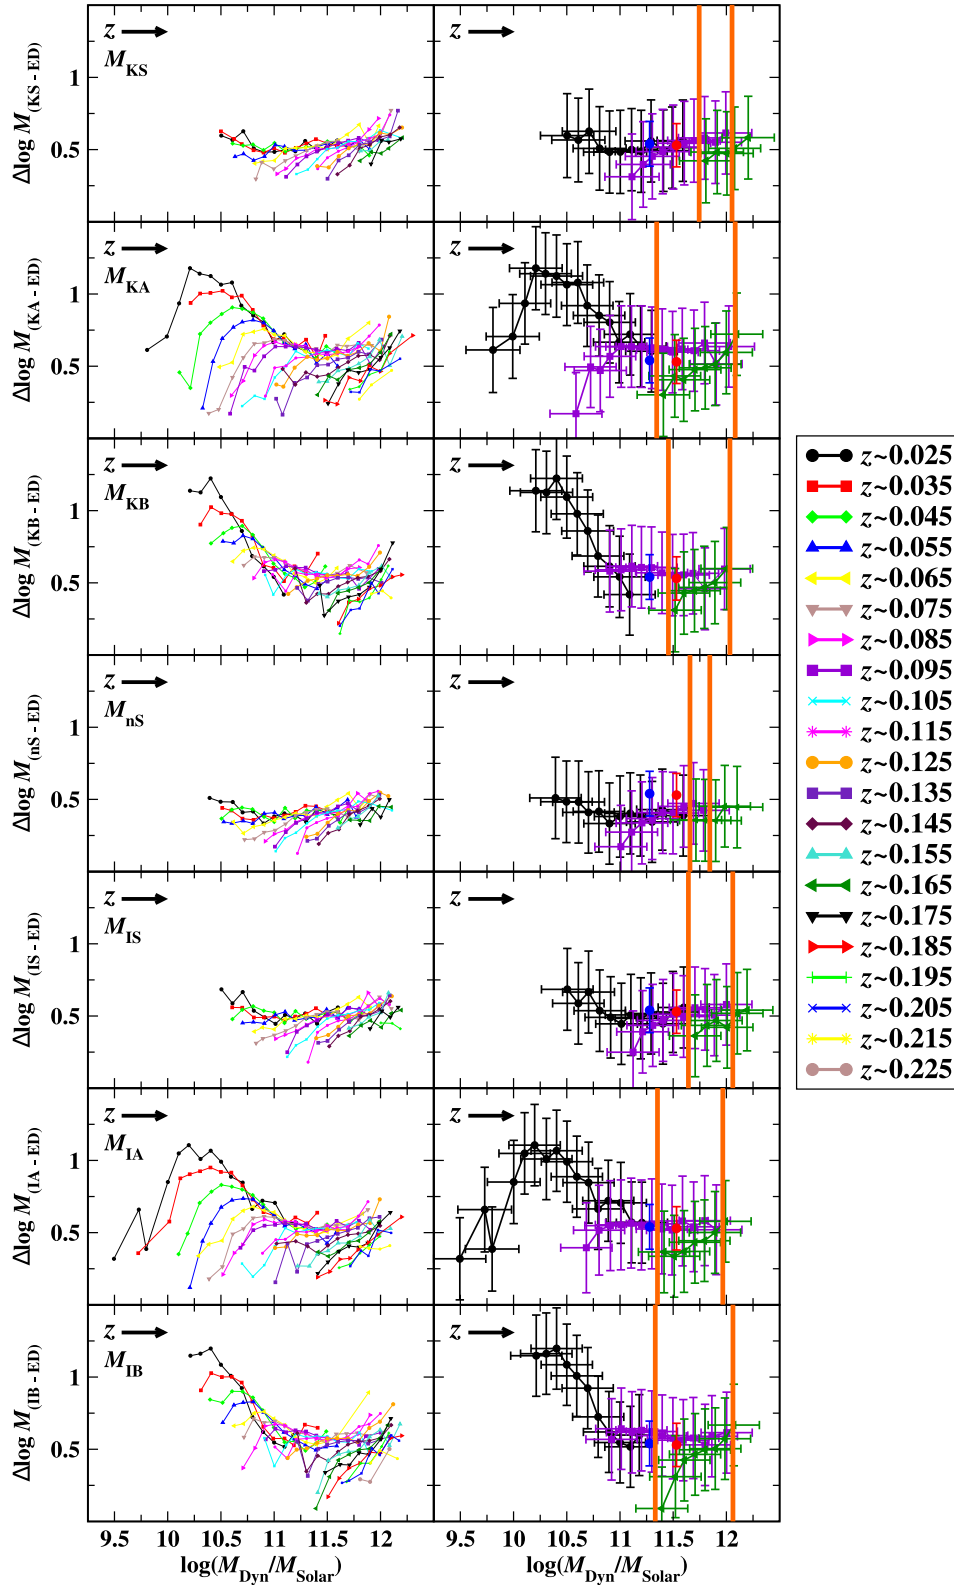 z z
M_KS
Δlog M_(KS - ED)
1
0.5
z z
M_KA
Δlog M_(KA - ED)
1
0.5
z z
M_KB
Δlog M_(KB - ED)
1
0.5
z z
M_nS
Δlog M_(nS - ED)
1
0.5
z z
M_IS
Δlog M_(IS - ED)
1
0.5
z z
M_IA
Δlog M_(IA - ED)
1
0.5
z z
M_IB
Δlog M_(IB - ED)
1
0.5
9.5 10 10.5 11 11.5 12 9.5 10 10.5 11 11.5 12
log(M_Dyn/M_Solar) log(M_Dyn/M_Solar)
z~0.025
z~0.035
z~0.045
z~0.055
z~0.065
z~0.075
z~0.085
z~0.095
z~0.105
z~0.115
z~0.125
z~0.135
z~0.145
z~0.155
z~0.165
z~0.175
z~0.185
z~0.195
z~0.205
z~0.215
z~0.225